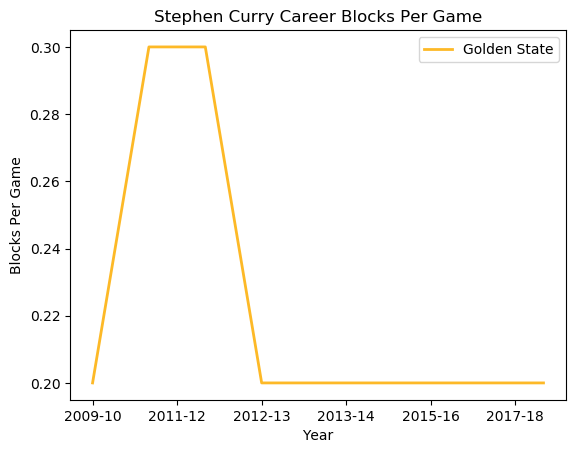 Stephen Curry Career Blocks Per Game
Golden State
0.30
0.28
0.26
0.24
0.22
0.20
Blocks Per Game
2009-10 2011-12 2012-13 2013-14 2015-16 2017-18
Year